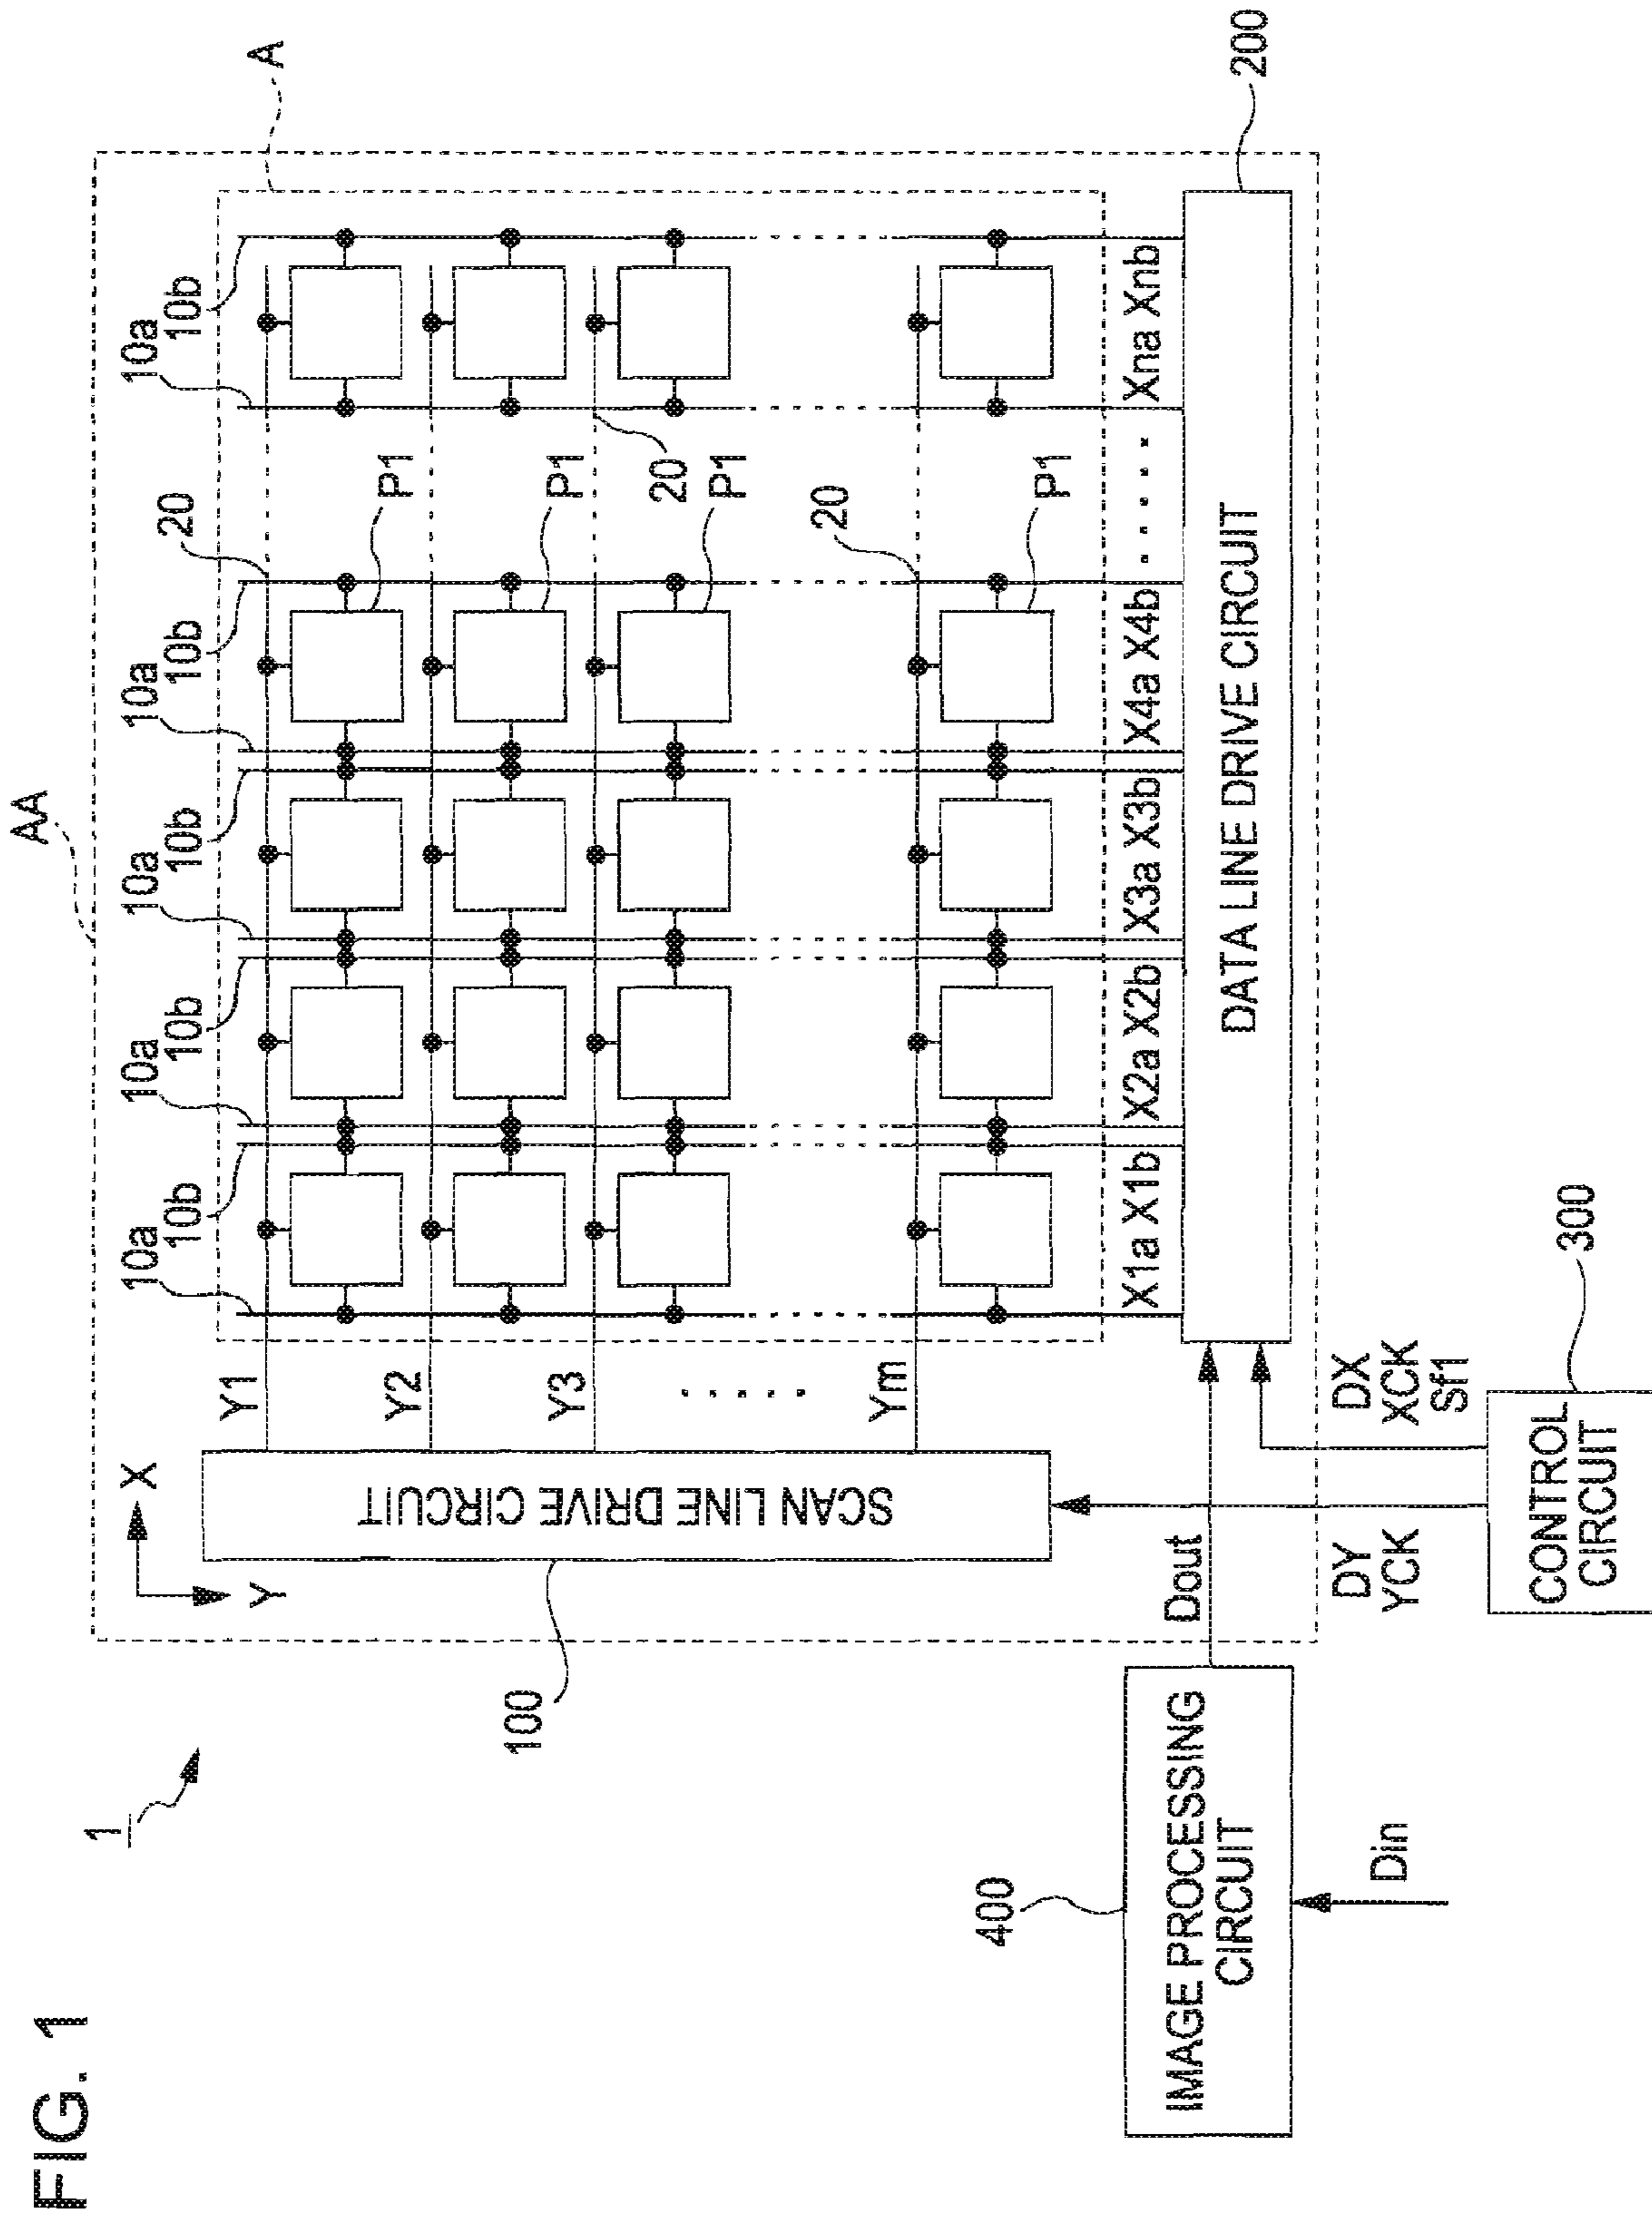 FIG. 1
1
AA
A
X
Y
10a
10b
10a
10b
10a
10b
10a
10b
10a
10b
20
20
20
Y1
Y2
Y3
. . . . .
Ym
P1
P1
P1
P1
SCAN LINE DRIVE CIRCUIT
100
X1a X1b X2a X2b X3a X3b X4a X4b . . . . . Xna Xnb
DATA LINE DRIVE CIRCUIT
200
Dout
DX
XCK
Sf1
DY
YCK
CONTROL
CIRCUIT
300
400
IMAGE PROCESSING
CIRCUIT
Din